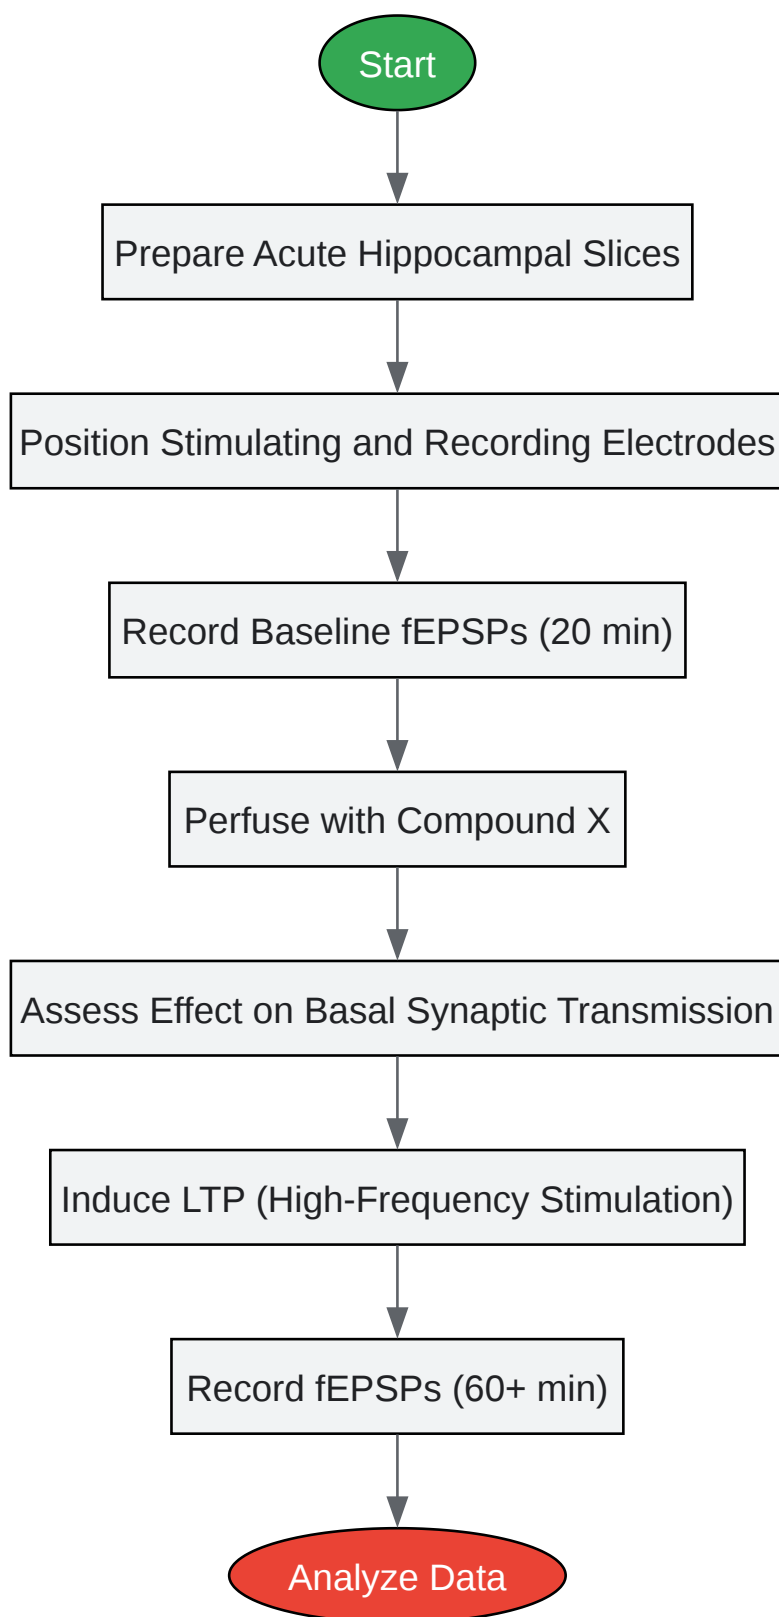 Start
Prepare Acute Hippocampal Slices
Position Stimulating and Recording Electrodes
Record Baseline fEPSPs (20 min)
Perfuse with Compound X
Assess Effect on Basal Synaptic Transmission
Induce LTP (High-Frequency Stimulation)
Record fEPSPs (60+ min)
Analyze Data